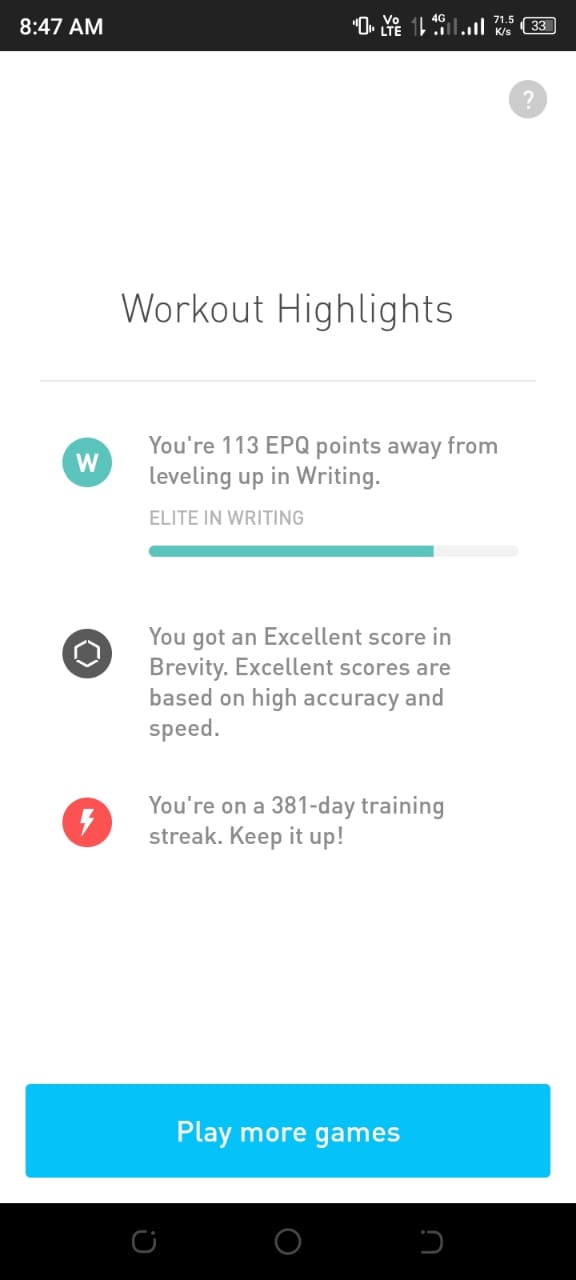 8:47 AM
Vo LTE 4G 71.5 K/s 33
?
Workout Highlights
W
You're 113 EPQ points away from
leveling up in Writing.
ELITE IN WRITING
You got an Excellent score in
Brevity. Excellent scores are
based on high accuracy and
speed.
You're on a 381-day training
streak. Keep it up!
Play more games